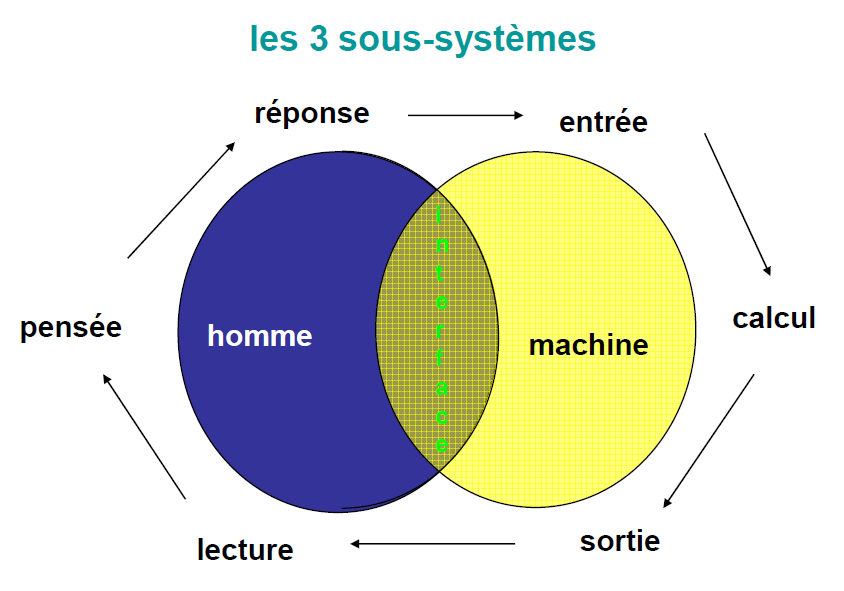 les 3 sous-systèmes
réponse
entrée
pensée
homme
Interface
machine
calcul
lecture
sortie